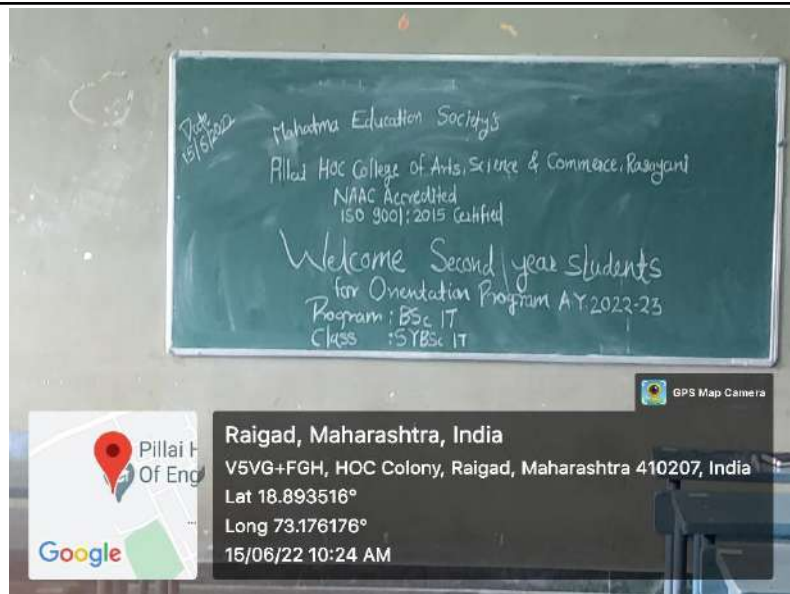 Date
15/6/2022
Mahatma Education Society's
Pillai HOC College of Arts, Science & Commerce, Rasayani
NAAC Accredited
ISO 9001:2015 Certified
Welcome Second year students
for Orientation Program A.Y.2022-23
Program : BSc IT
Class : SYBSc IT
GPS Map Camera
Pillai H
Of Eng
Google
Raigad, Maharashtra, India
V5VG+FGH, HOC Colony, Raigad, Maharashtra 410207, India
Lat 18.893516°
Long 73.176176°
15/06/22 10:24 AM